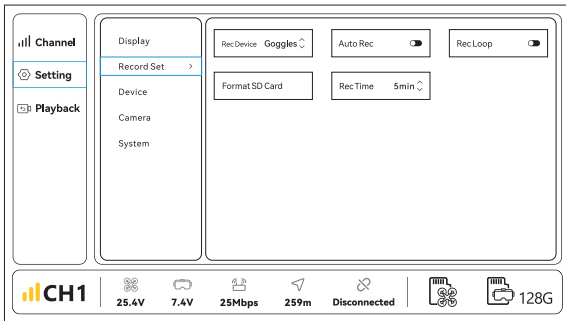 Channel
Setting
Playback
Display
Record Set >
Device
Camera
System
Rec Device Goggles
Auto Rec
Rec Loop
Format SD Card
Rec Time 5min
CH1
25.4V
7.4V
25Mbps
259m
Disconnected
128G